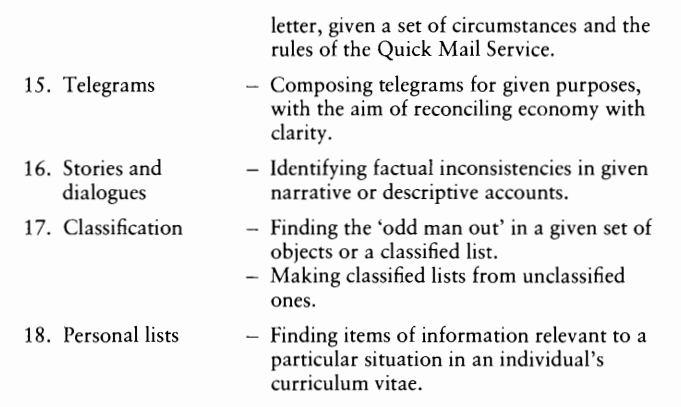 letter, given a set of circumstances and the
rules of the Quick Mail Service.
15. Telegrams – Composing telegrams for given purposes,
with the aim of reconciling economy with
clarity.
16. Stories and – Identifying factual inconsistencies in given
dialogues narrative or descriptive accounts.
17. Classification – Finding the ‘odd man out’ in a given set of
objects or a classified list.
– Making classified lists from unclassified
ones.
18. Personal lists – Finding items of information relevant to a
particular situation in an individual’s
curriculum vitae.